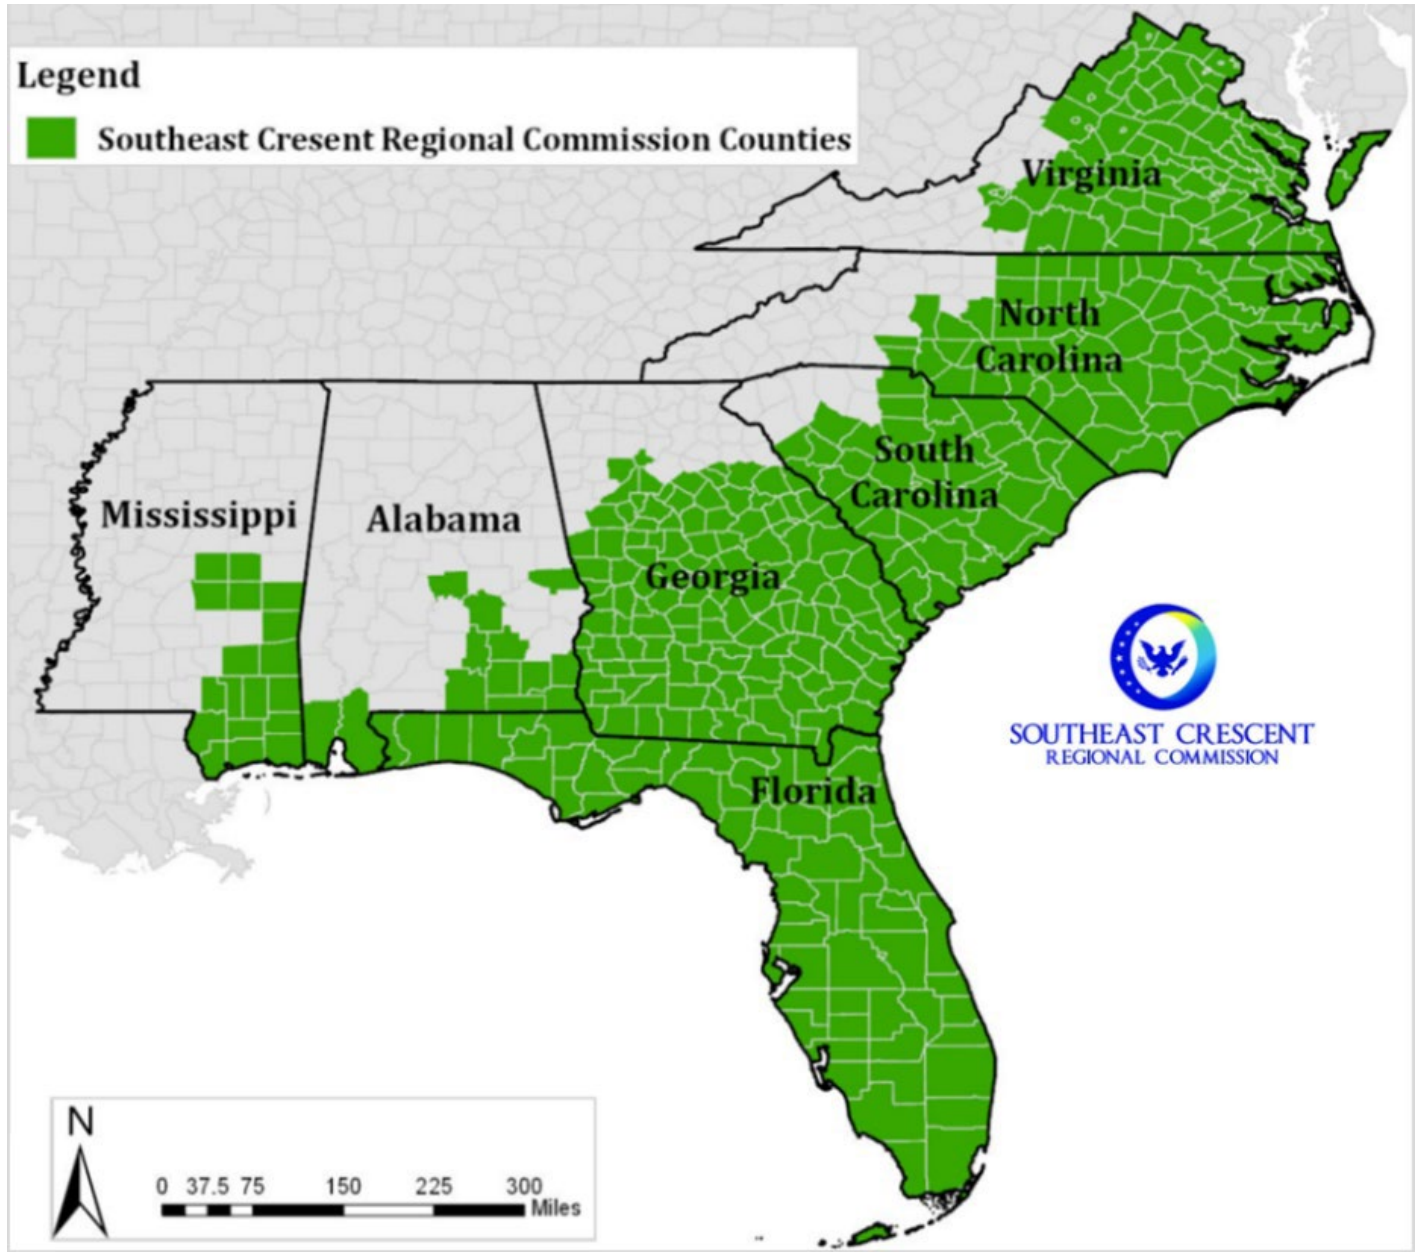 Legend
Southeast Cresent Regional Commission Counties
Virginia
North
Carolina
South
Carolina
Mississippi
Alabama
Georgia
Florida
SOUTHEAST CRESCENT
REGIONAL COMMISSION
N
0 37.5 75 150 225 300
Miles